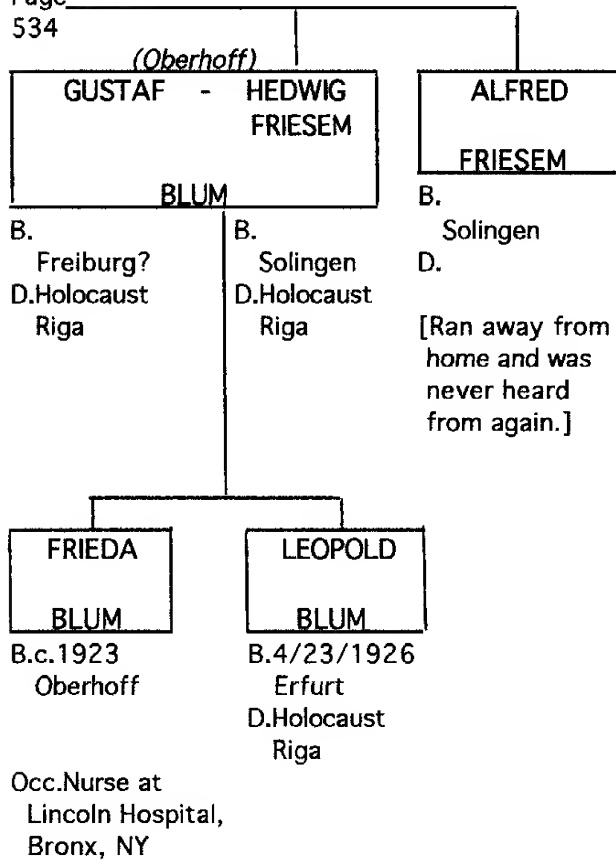 Page
534
(Oberhoff)
GUSTAF - HEDWIG
FRIESEM
BLUM
B.
Freiburg?
D.Holocaust
Riga
B.
Solingen
D.Holocaust
Riga
ALFRED
FRIESEM
B.
Solingen
D.
[Ran away from
home and was
never heard
from again.]
FRIEDA
BLUM
B.c.1923
Oberhoff
Occ.Nurse at
Lincoln Hospital,
Bronx, NY
LEOPOLD
BLUM
B.4/23/1926
Erfurt
D.Holocaust
Riga